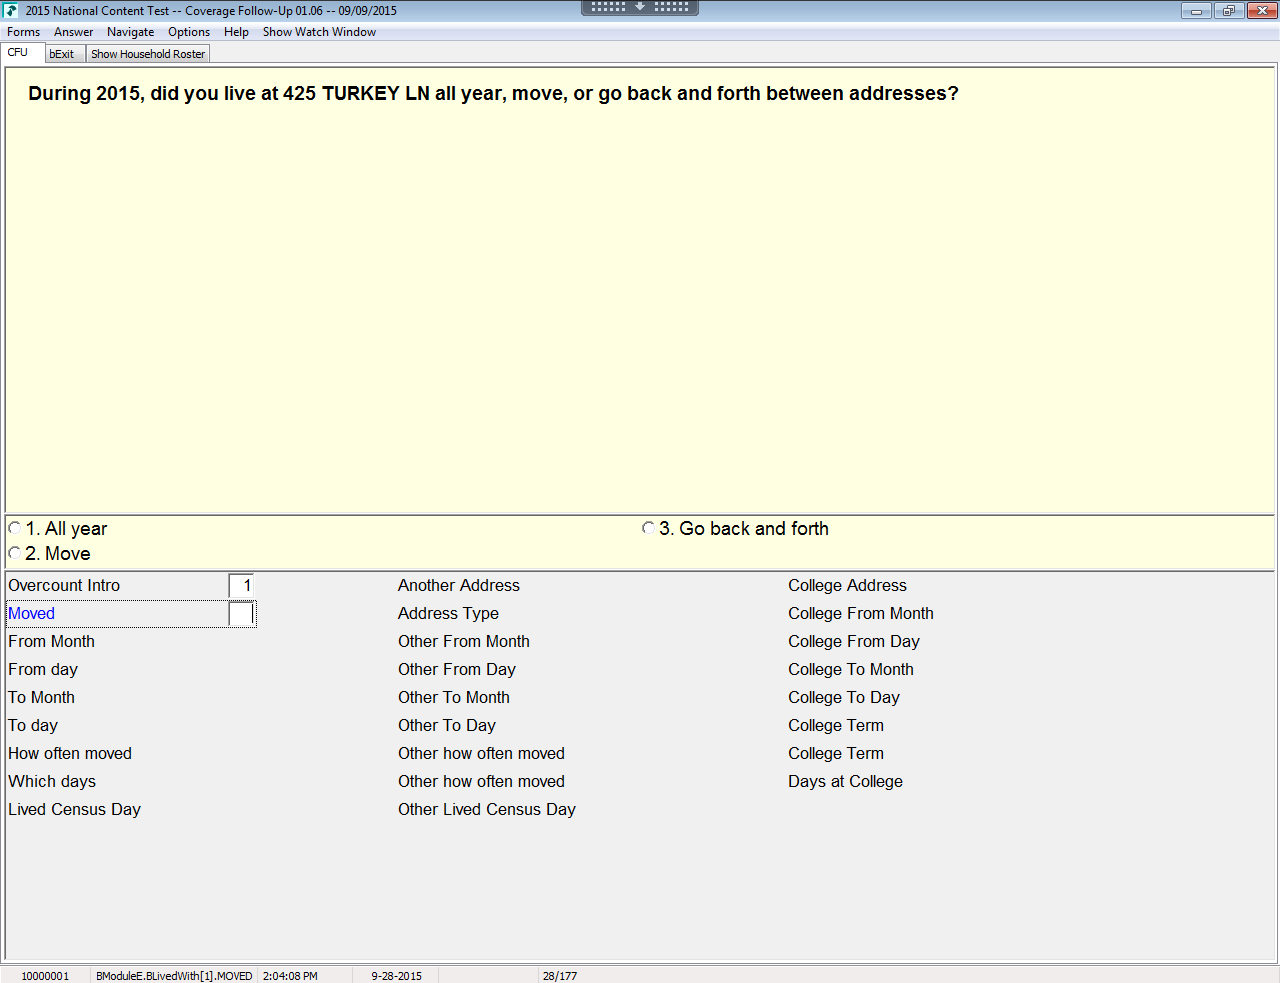 2015 National Content Test -- Coverage Follow-Up 01.06 -- 09/09/2015
Forms Answer Navigate Options Help Show Watch Window
CFU bExit Show Household Roster
During 2015, did you live at 425 TURKEY LN all year, move, or go back and forth between addresses?
1. All year 3. Go back and forth
2. Move
Overcount Intro 1 Another Address College Address
Moved Address Type College From Month
From Month Other From Month College From Day
From day Other From Day College To Month
To Month Other To Month College To Day
To day Other To Day College Term
How often moved Other how often moved College Term
Which days Other how often moved Days at College
Lived Census Day Other Lived Census Day
10000001 BModuleE.BLivedWith[1].MOVED 2:04:08 PM 9-28-2015 28/177